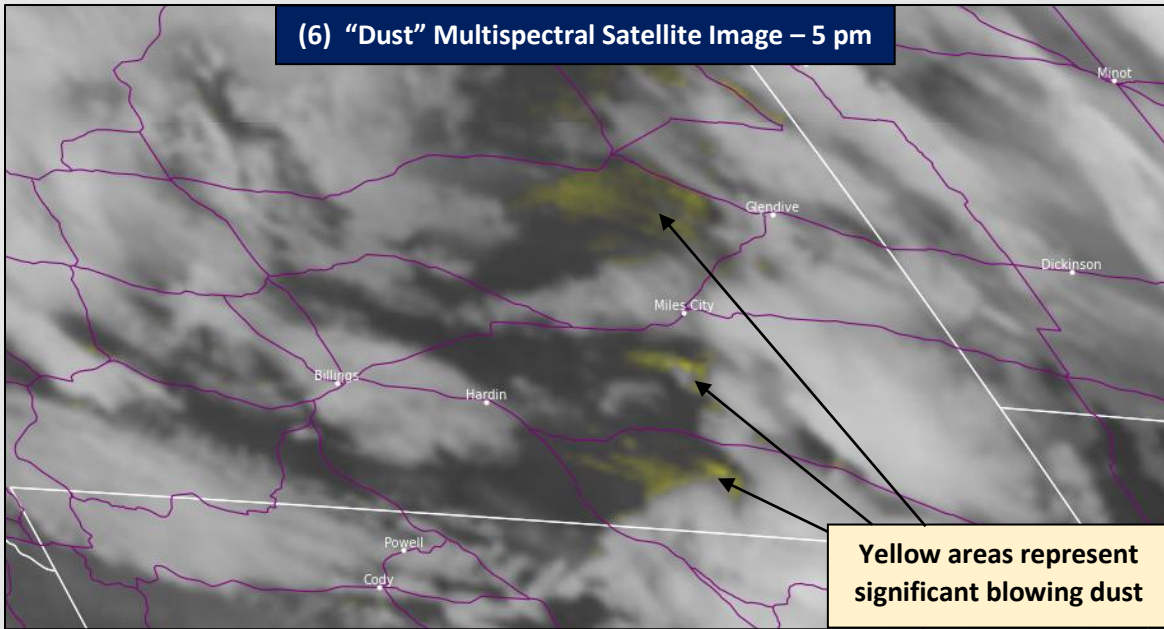 (6) “Dust” Multispectral Satellite Image – 5 pm
Minot
Glendive
Dickinson
Miles City
Billings
Hardin
Powell
Cody
Yellow areas represent
significant blowing dust